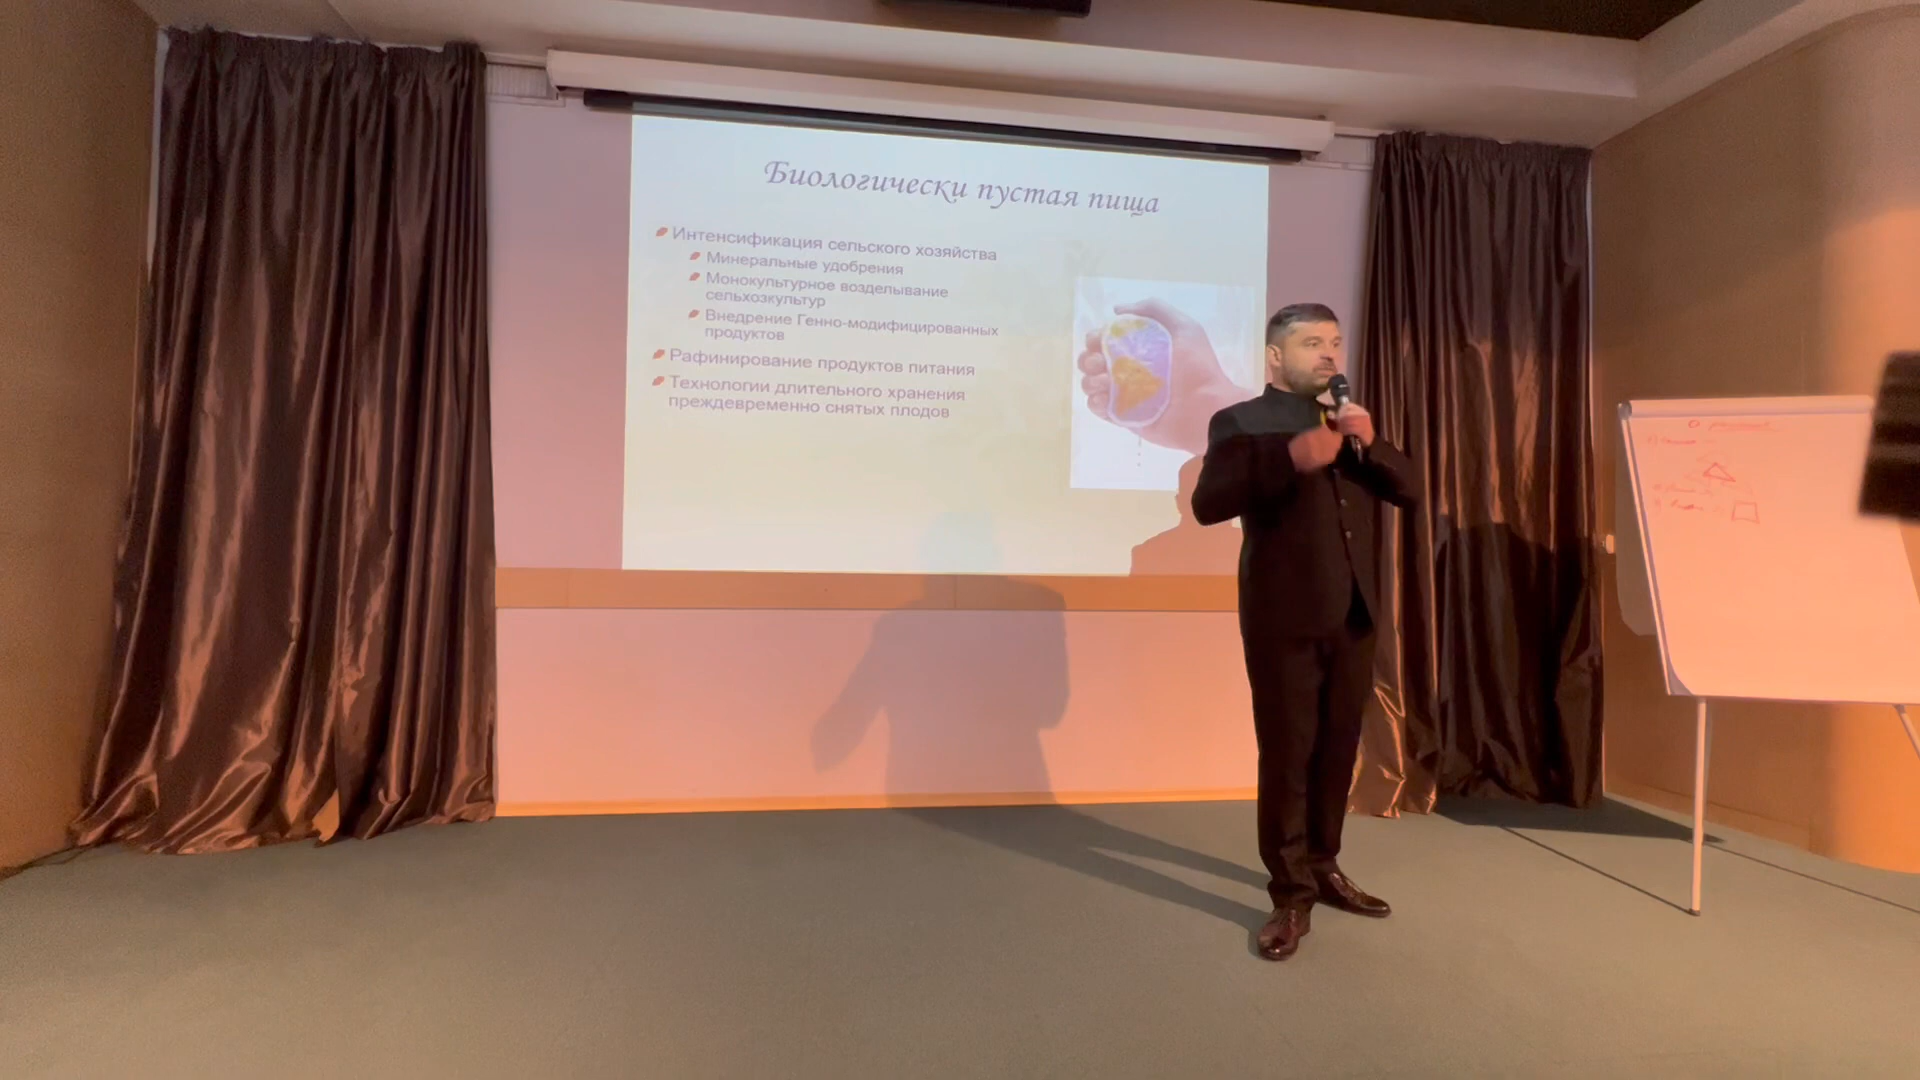 Биологически пустая пища
Интенсификация сельского хозяйства
Минеральные удобрения
Монокультурное возделывание
сельхозкультур
Внедрение Генно-модифицированных
продуктов
Рафинирование продуктов питания
Технологии длительного хранения
преждевременно снятых плодов